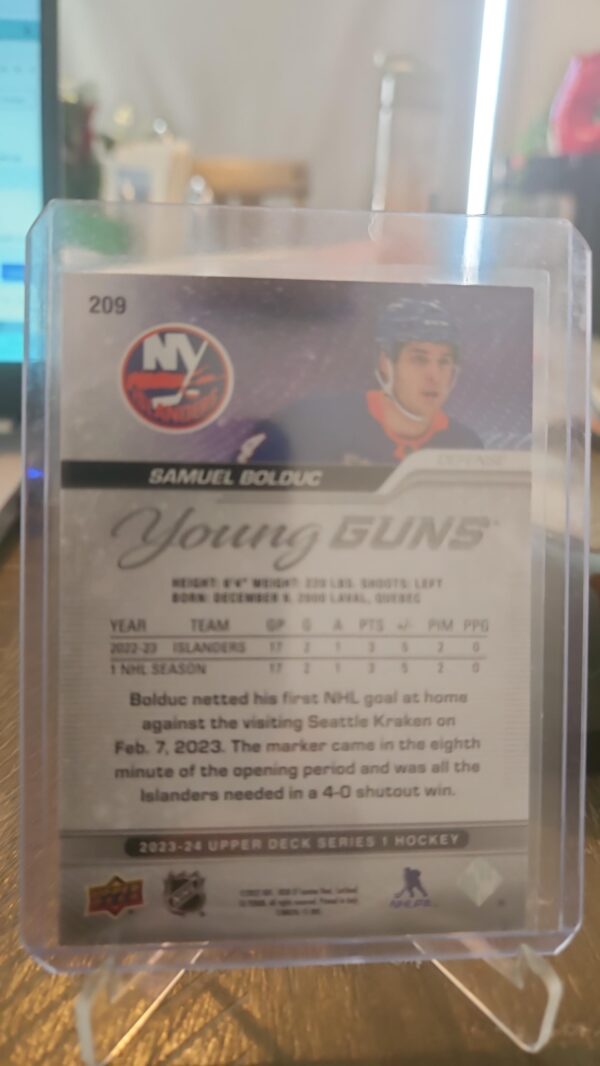 209
NY
ISLANDERS
DEFENSE
SAMUEL BOLDUC
Young GUNS
HEIGHT: 6'4" WEIGHT: 220 LBS. SHOOTS: LEFT
BORN: DECEMBER 9, 2000 LAVAL, QUEBEC
YEAR TEAM GP G A PTS +/- PIM PPG
2022-23 ISLANDERS 17 2 1 3 5 2 0
1 NHL SEASON 17 2 1 3 5 2 0
Bolduc netted his first NHL goal at home
against the visiting Seattle Kraken on
Feb. 7, 2023. The marker came in the eighth
minute of the opening period and was all the
Islanders needed in a 4-0 shutout win.
2023-24 UPPER DECK SERIES 1 HOCKEY
NHL
NHLPA